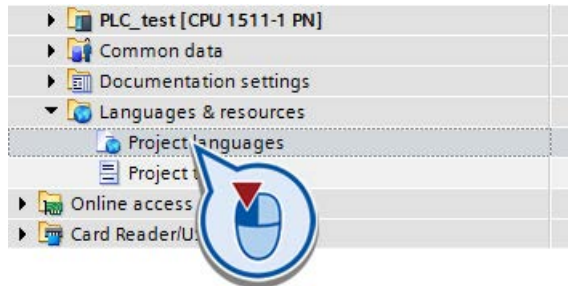 PLC_test [CPU 1511-1 PN]
Common data
Documentation settings
Languages & resources
Project languages
Project
Online access
Card Reader/U